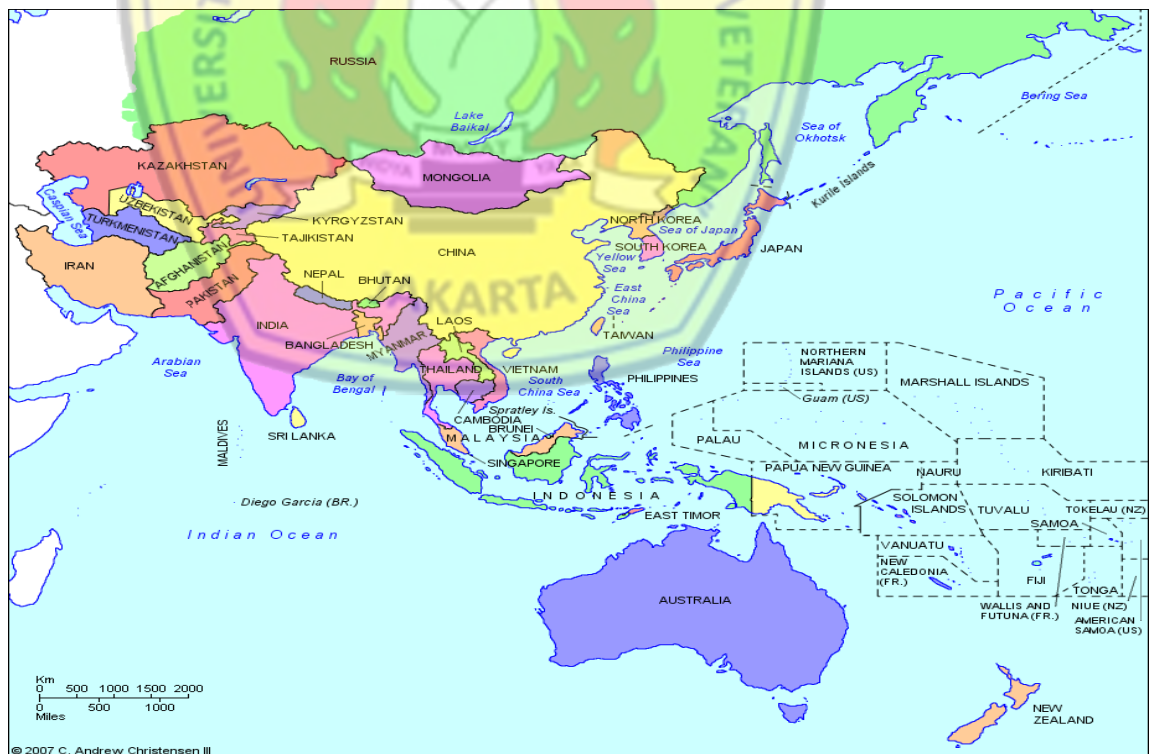 UNIVERSIT
VETERAN
WIDYA
YA
JAKARTA
RUSSIA
Bering Sea
Lake
Baikal
Sea of
Okhotsk
KAZAKHSTAN
MONGOLIA
Kurile Islands
Caspian Sea
UZBEKISTAN
TURKMENISTAN
KYRGYZSTAN
TAJIKISTAN
NORTH KOREA
Sea of Japan
SOUTH KOREA
JAPAN
CHINA
Yellow
Sea
IRAN
AFGHANISTAN
PAKISTAN
NEPAL
BHUTAN
East
China
Sea
Pacific
Ocean
INDIA
LAOS
BANGLADESH
MYANMAR
TAIWAN
Arabian
Sea
Philippine
Sea
NORTHERN
MARIANA
ISLANDS (US)
THAILAND
VIETNAM
Bay of
Bengal
South
China Sea
PHILIPPINES
MARSHALL ISLANDS
Guam (US)
Spratley Is.
CAMBODIA
BRUNEI
MALAYSIA
SRI LANKA
MALDIVES
PALAU
MICRONESIA
SINGAPORE
PAPUA NEW GUINEA
NAURU
KIRIBATI
Diego Garcia (BR.)
INDONESIA
SOLOMON
ISLANDS
TUVALU
TOKELAU (NZ)
EAST TIMOR
SAMOA
Indian Ocean
VANUATU
NEW
CALEDONIA
(FR.)
FIJI
TONGA
AUSTRALIA
WALLIS AND
FUTUNA (FR.)
NIUE (NZ)
AMERICAN
SAMOA (US)
Km
0 500 1000 1500 2000
0 500 1000
Miles
NEW
ZEALAND
© 2007 C. Andrew Christensen III